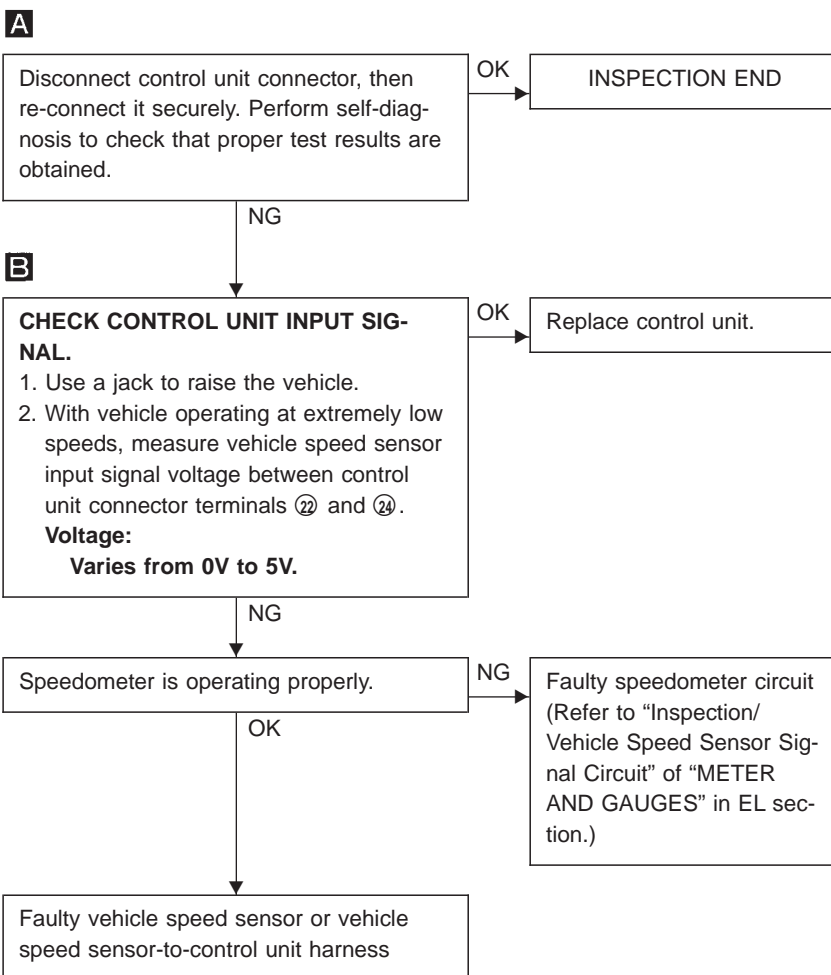 A
Disconnect control unit connector, then
re-connect it securely. Perform self-diag-
nosis to check that proper test results are
obtained.
OK
INSPECTION END
NG
B
CHECK CONTROL UNIT INPUT SIG-
NAL.
1. Use a jack to raise the vehicle.
2. With vehicle operating at extremely low
speeds, measure vehicle speed sensor
input signal voltage between control
unit connector terminals ㉒ and ㉔.
Voltage:
Varies from 0V to 5V.
OK
Replace control unit.
NG
Speedometer is operating properly.
NG
Faulty speedometer circuit
(Refer to “Inspection/
Vehicle Speed Sensor Sig-
nal Circuit” of “METER
AND GAUGES” in EL sec-
tion.)
OK
Faulty vehicle speed sensor or vehicle
speed sensor-to-control unit harness